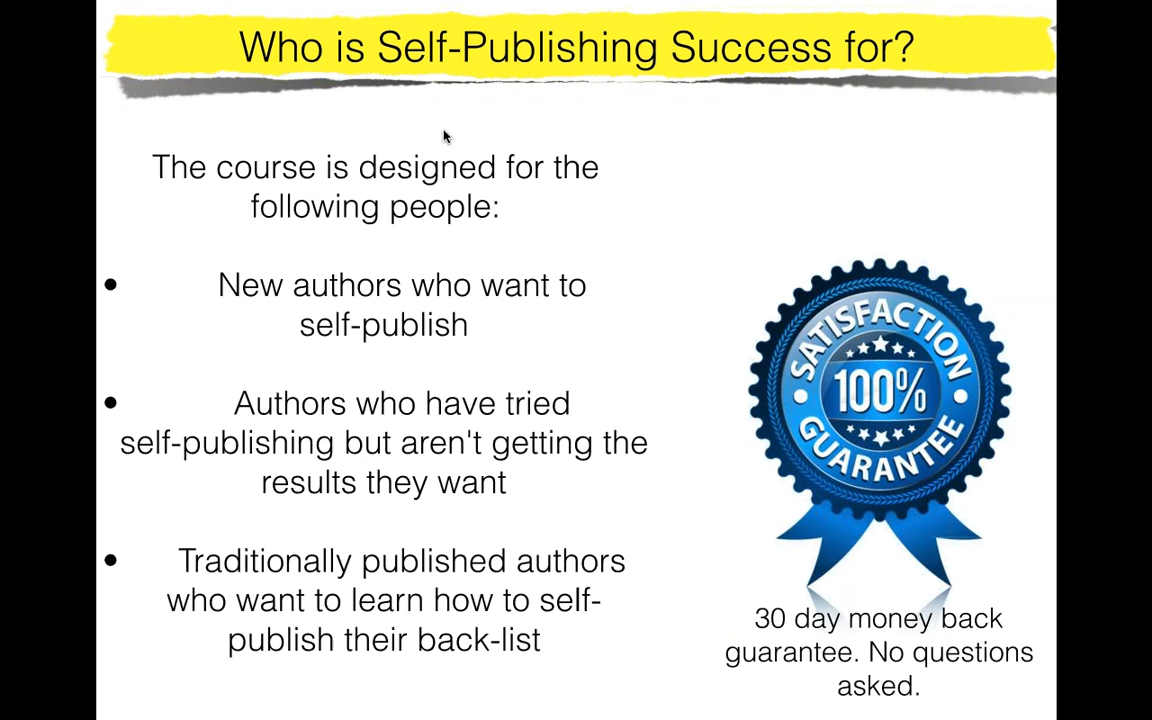 Who is Self-Publishing Success for?
The course is designed for the
following people:
• New authors who want to
self-publish
• Authors who have tried
self-publishing but aren't getting the
results they want
• Traditionally published authors
who want to learn how to self-
publish their back-list
SATISFACTION
100%
GUARANTEE
30 day money back
guarantee. No questions
asked.